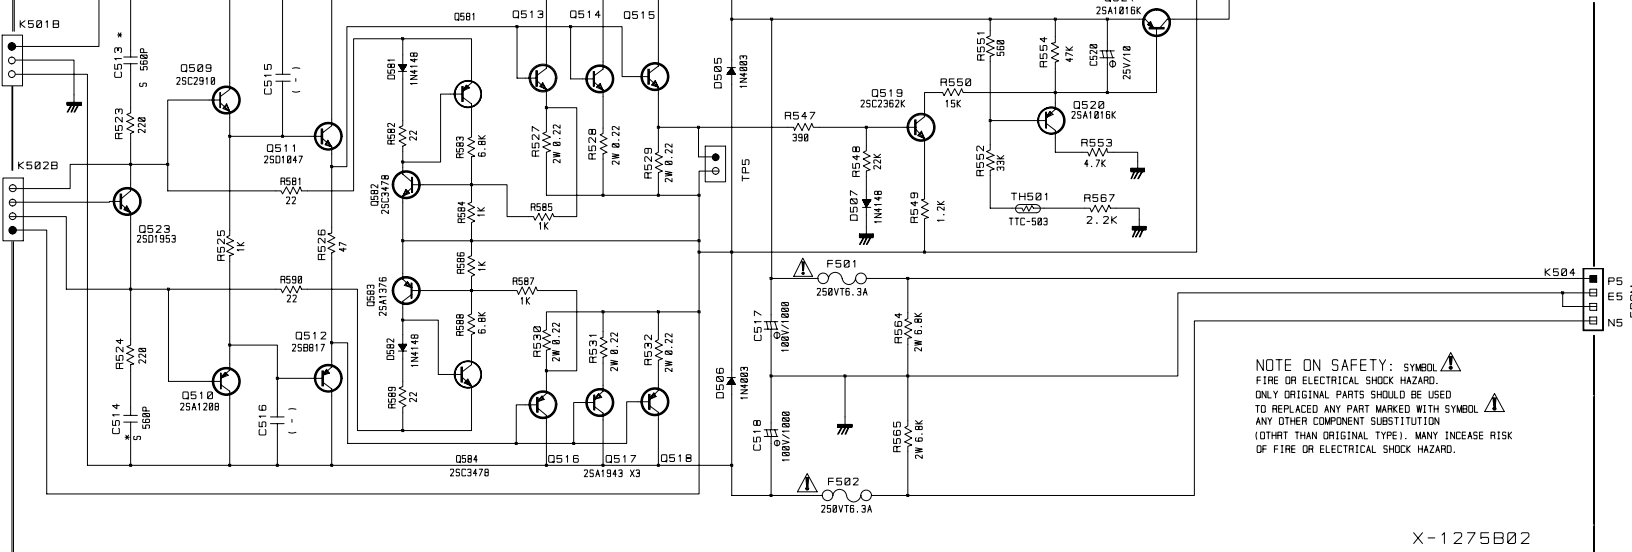 K501B
C513 *
S 560P
R523
220
K502B
Q523
2SD1953
R524
220
C514
* S 560P
Q509
2SC2910
C515
(-)
Q511
2SD1047
R581
22
R525
1K
R526
47
R590
22
Q510
2SA1208
C516
(-)
Q512
2SB817
Q581
D581
1N4148
R582
22
R583
6.8K
Q582
2SC3478
R584
1K
R585
1K
R586
1K
R587
1K
Q583
2SA1376
R588
6.8K
D582
1N4148
R589
22
Q584
2SC3478
Q513
Q514
Q515
R527
2W 0.22
R528
2W 0.22
R529
2W 0.22
R530
2W 0.22
R531
2W 0.22
R532
2W 0.22
Q516
Q517
Q518
2SA1943 X3
TP5
D505
1N4003
D506
1N4003
R547
390
R548
22K
D507
1N4148
Q519
2SC2362K
R549
1.2K
R550
15K
R551
560
R552
33K
R554
47K
C520
25V/10
2SA1016K
Q520
2SA1016K
R553
4.7K
TH501
TTC-503
R567
2.2K
F501
250VT6.3A
C517
100V/1000
R564
2W 6.8K
C518
100V/1000
R565
2W 6.8K
F502
250VT6.3A
K504
P5
E5
N5
NOTE ON SAFETY: SYMBOL
FIRE OR ELECTRICAL SHOCK HAZARD.
ONLY ORIGINAL PARTS SHOULD BE USED
TO REPLACED ANY PART MARKED WITH SYMBOL
ANY OTHER COMPONENT SUBSTITUTION
(OTHRT THAN ORIGINAL TYPE). MANY INCEASE RISK
OF FIRE OR ELECTRICAL SHOCK HAZARD.
X-1275B02